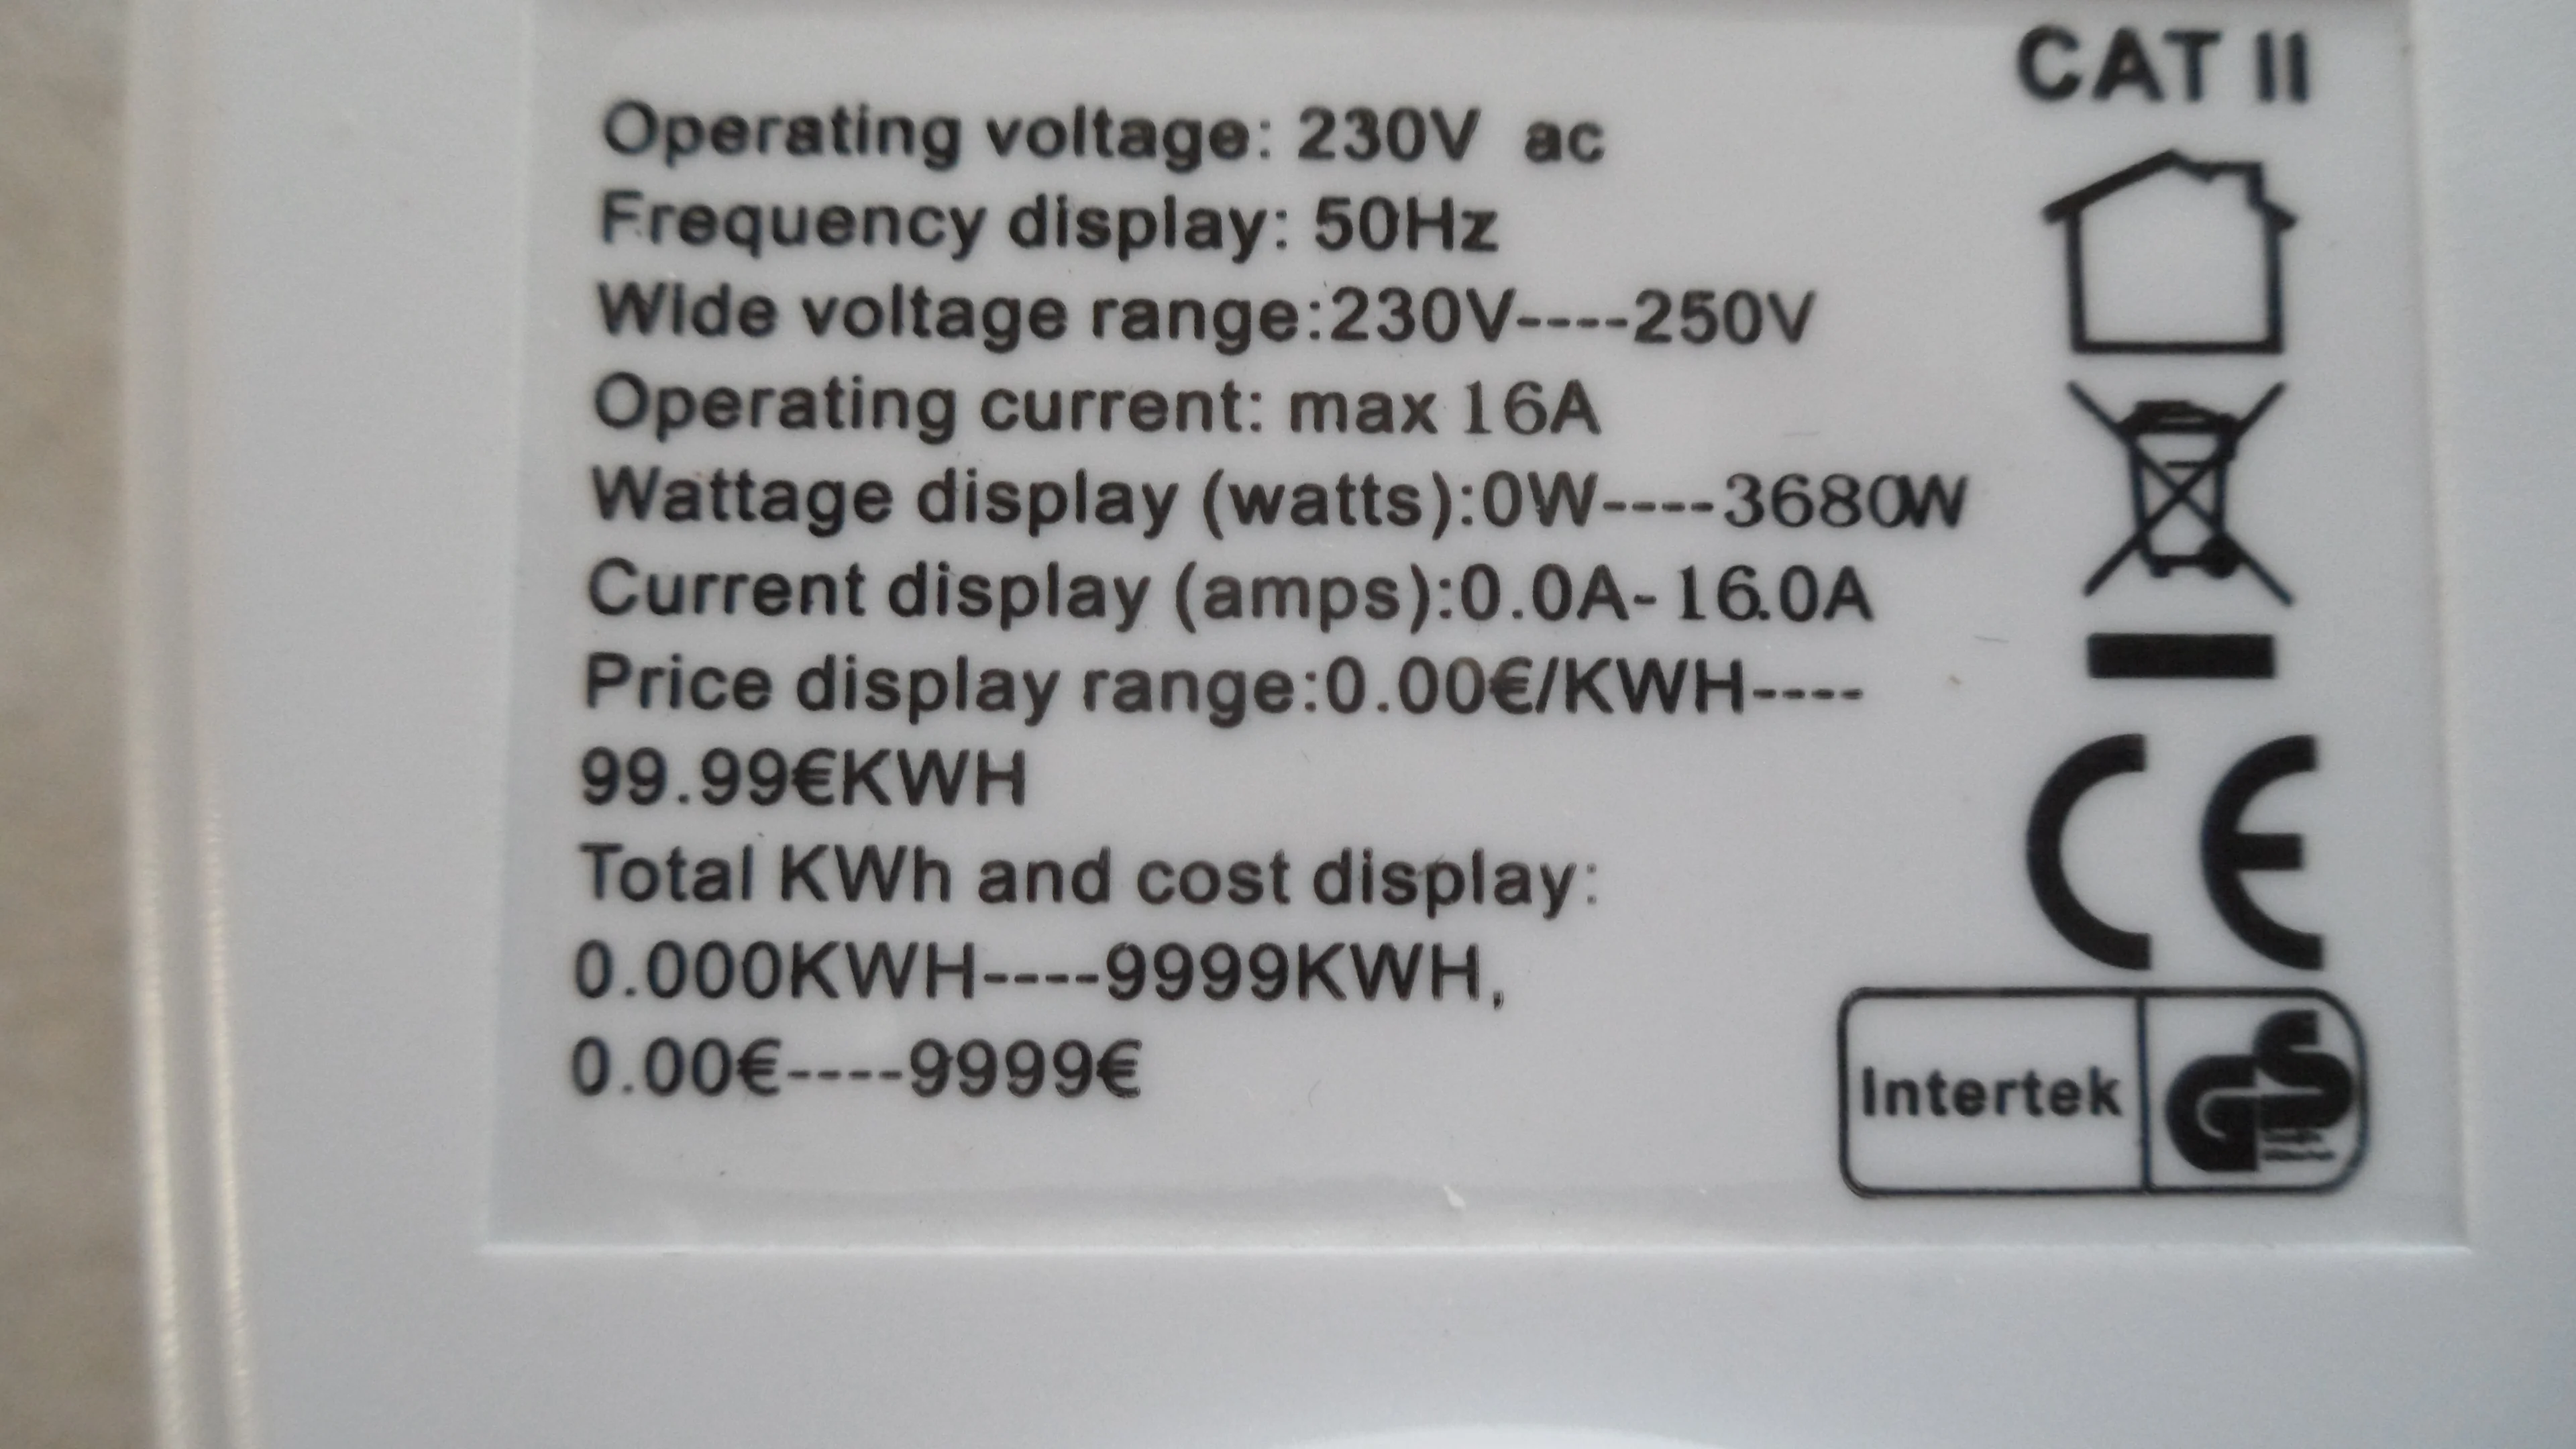 CAT II
Operating voltage: 230V ac
Frequency display: 50Hz
Wide voltage range:230V----250V
Operating current: max 16A
Wattage display (watts):0W----3680W
Current display (amps):0.0A-16.0A
Price display range:0.00€/KWH----
99.99€KWH
Total KWh and cost display:
0.000KWH----9999KWH,
0.00€----9999€
CE
Intertek
GS